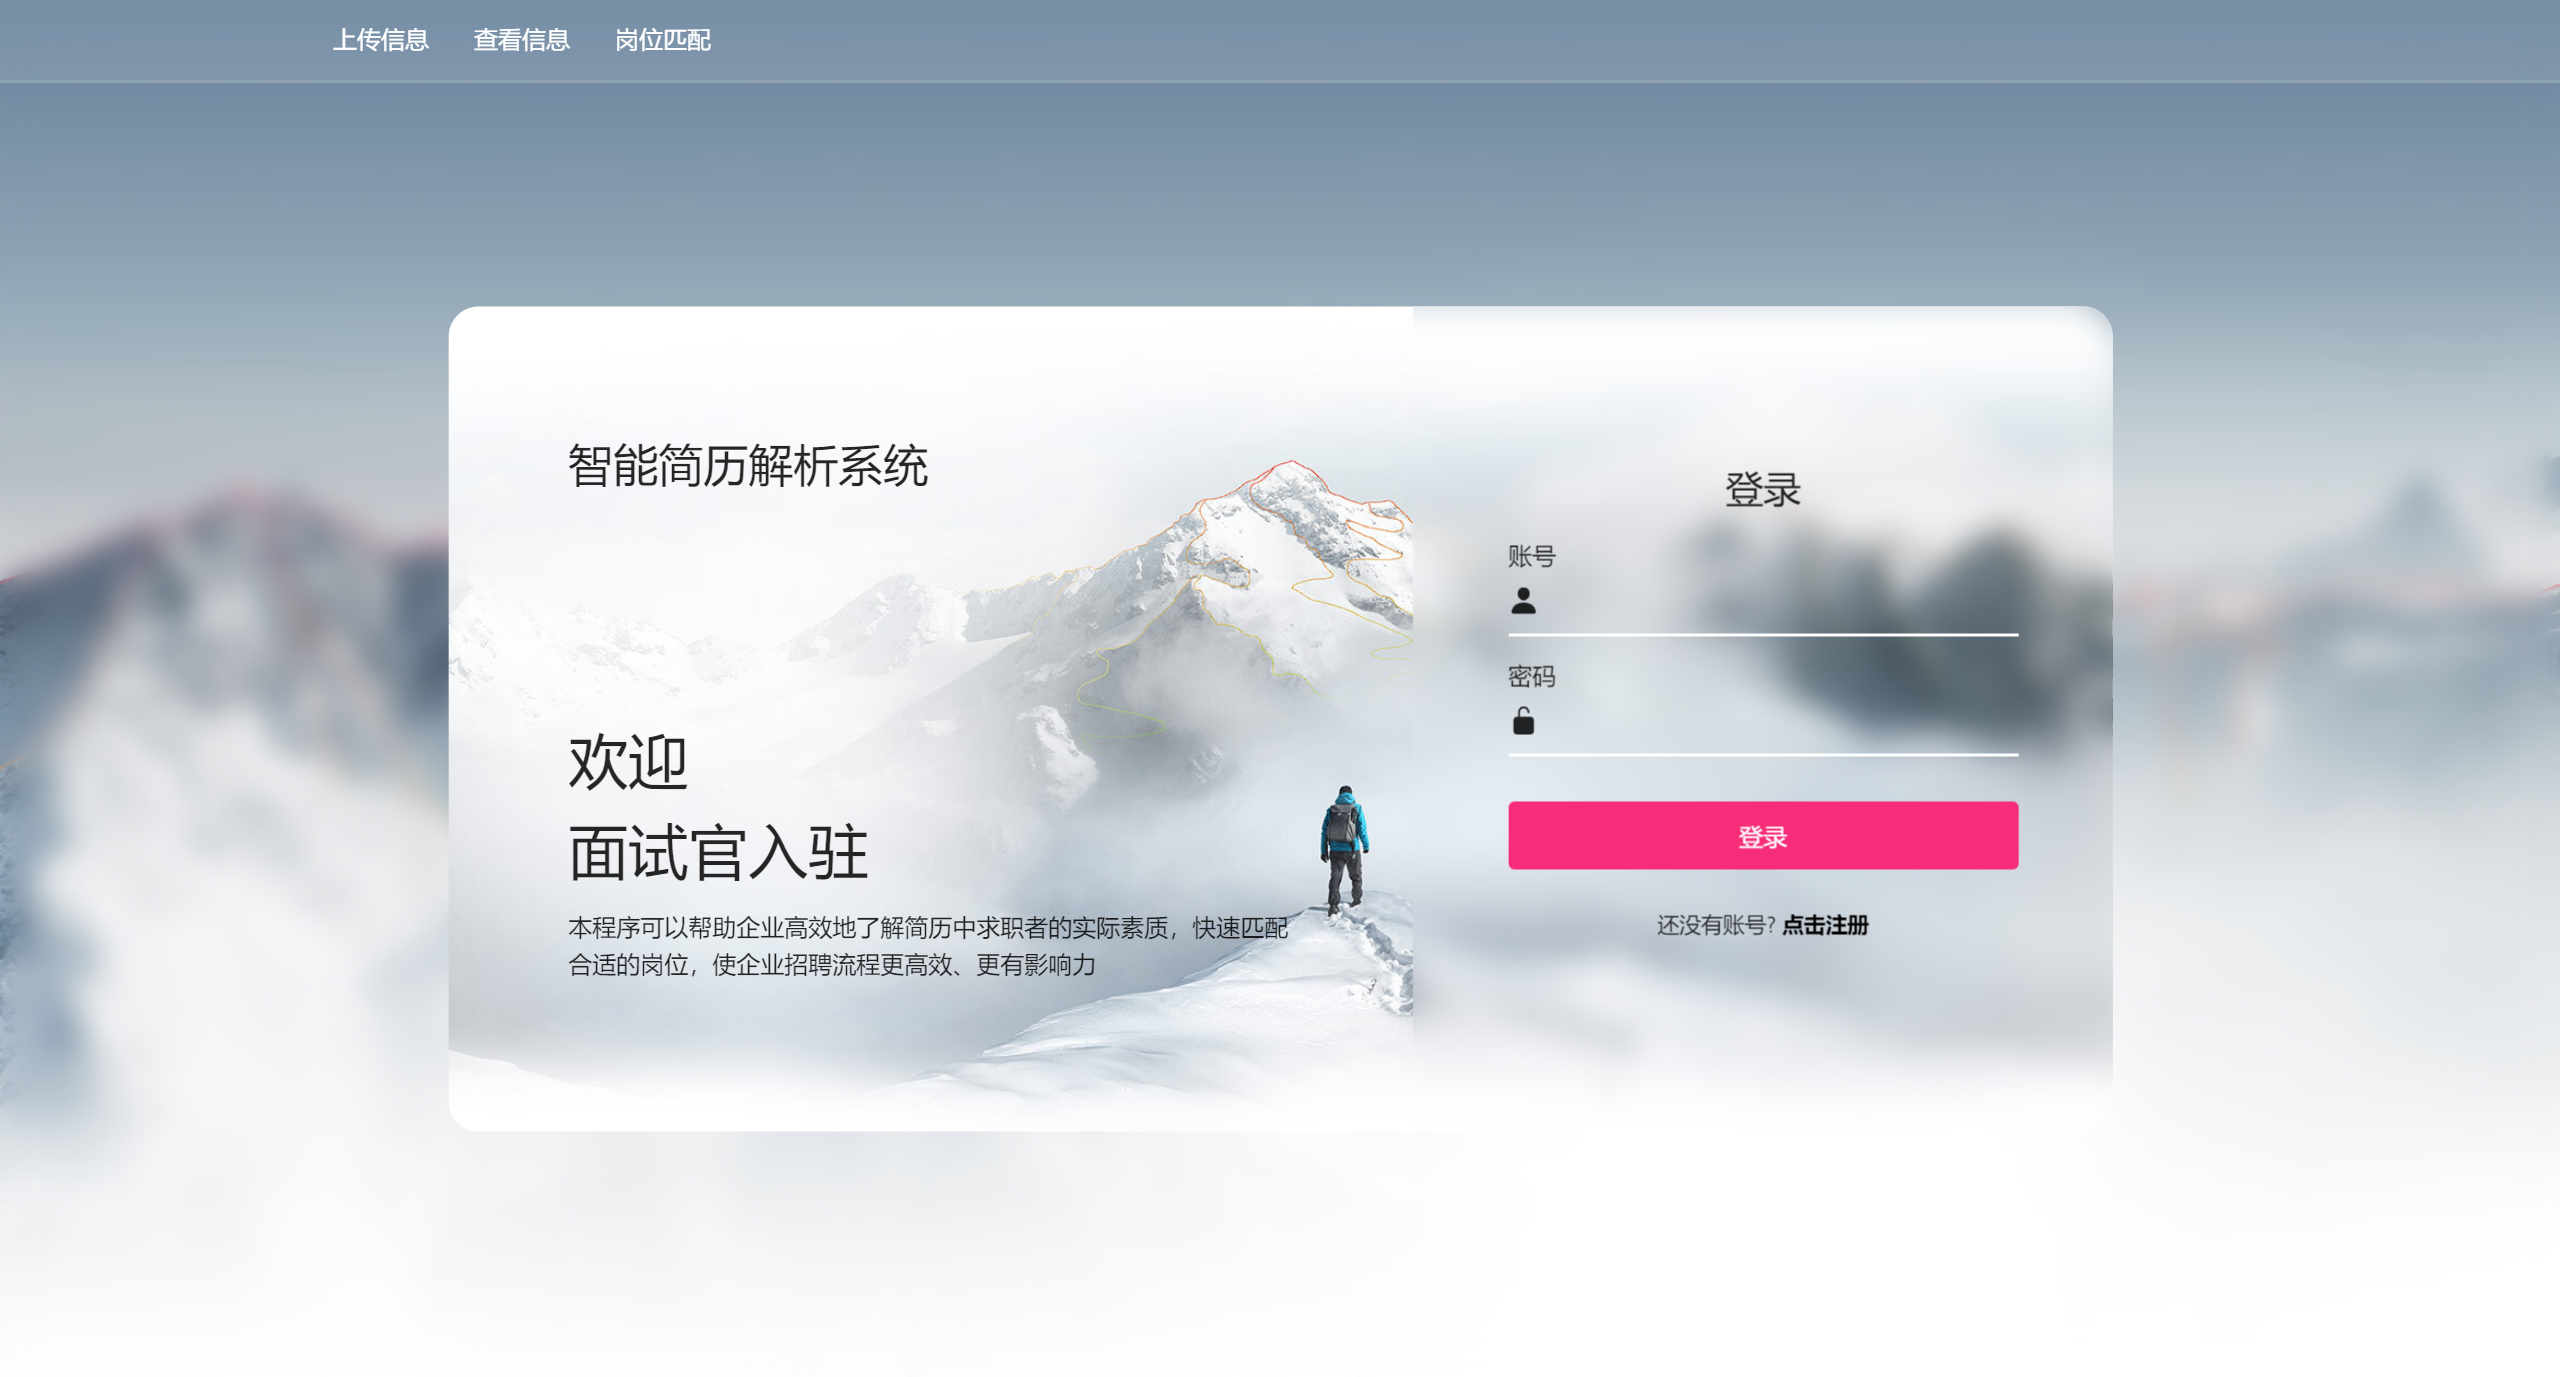 上传信息 查看信息 岗位匹配
智能简历解析系统
欢迎
面试官入驻
本程序可以帮助企业高效地了解简历中求职者的实际素质，快速匹配
合适的岗位，使企业招聘流程更高效、更有影响力
登录
账号
密码
登录
还没有账号? 点击注册